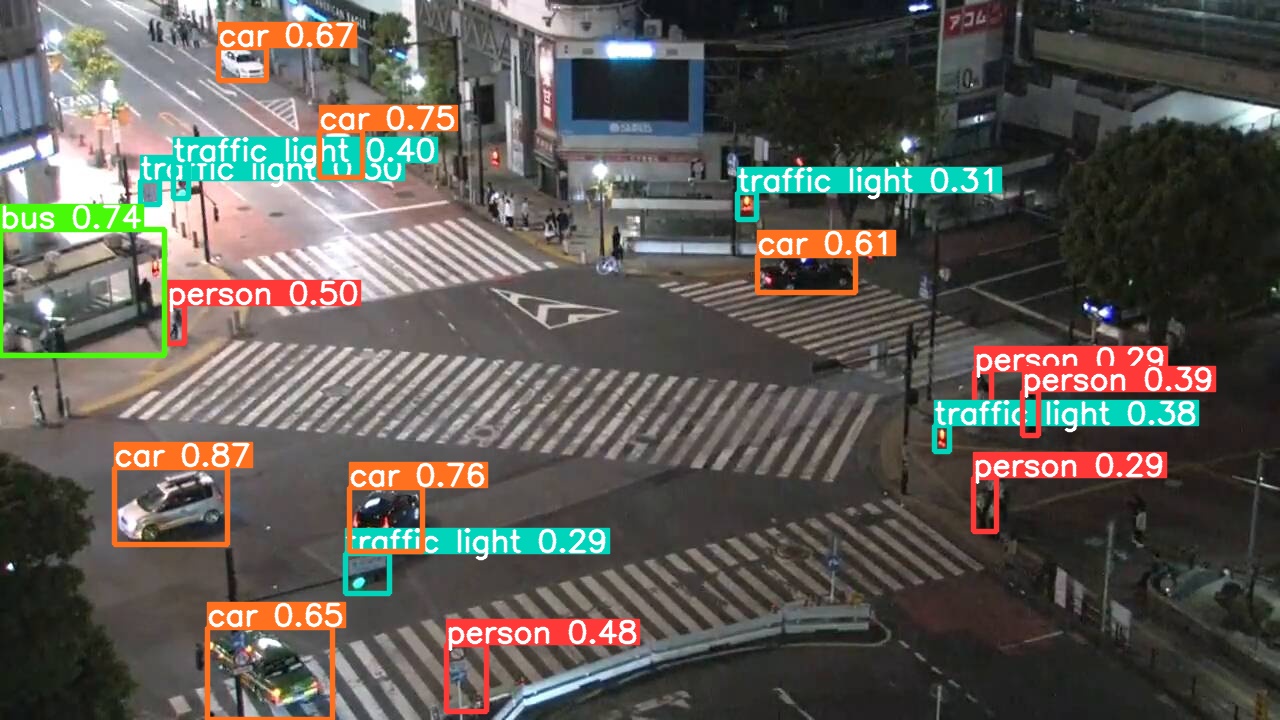 car 0.67
AMERICAN EAGLE
アコム
car 0.75
traffic light 0.40
traffic light 0.30
traffic light 0.31
bus 0.74
car 0.61
person 0.50
person 0.29
person 0.39
traffic light 0.38
car 0.87
car 0.76
person 0.29
traffic light 0.29
car 0.65
person 0.48